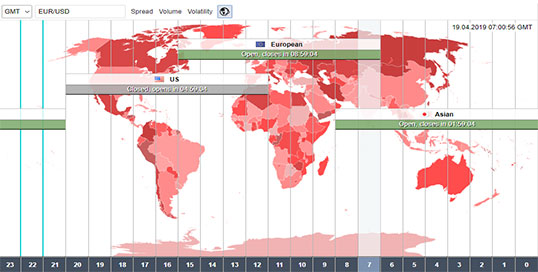 GMT EUR/USD Spread Volume Volatility
19.04.2019 07:00:56 GMT
European
Open, closes in 08:59:04
US
Closed, opens in 04:59:04
Asian
Open, closes in 01:59:04
23 22 21 20 19 18 17 16 15 14 13 12 11 10 9 8 7 6 5 4 3 2 1 0